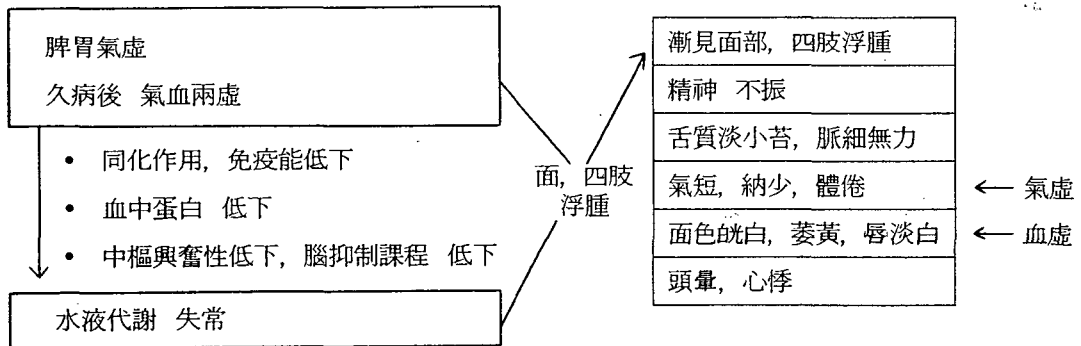 脾胃氣虛
久病後 氣血兩虛
• 同化作用, 免疫能低下
• 血中蛋白 低下
• 中樞興奮性低下, 腦抑制課程 低下
水液代謝 失常
面, 四肢
浮腫
漸見面部, 四肢浮腫
精神 不振
舌質淡小苔, 脈細無力
氣短, 納少, 體倦
← 氣虛
面色㿠白, 萎黃, 唇淡白
← 血虛
頭暈, 心悸